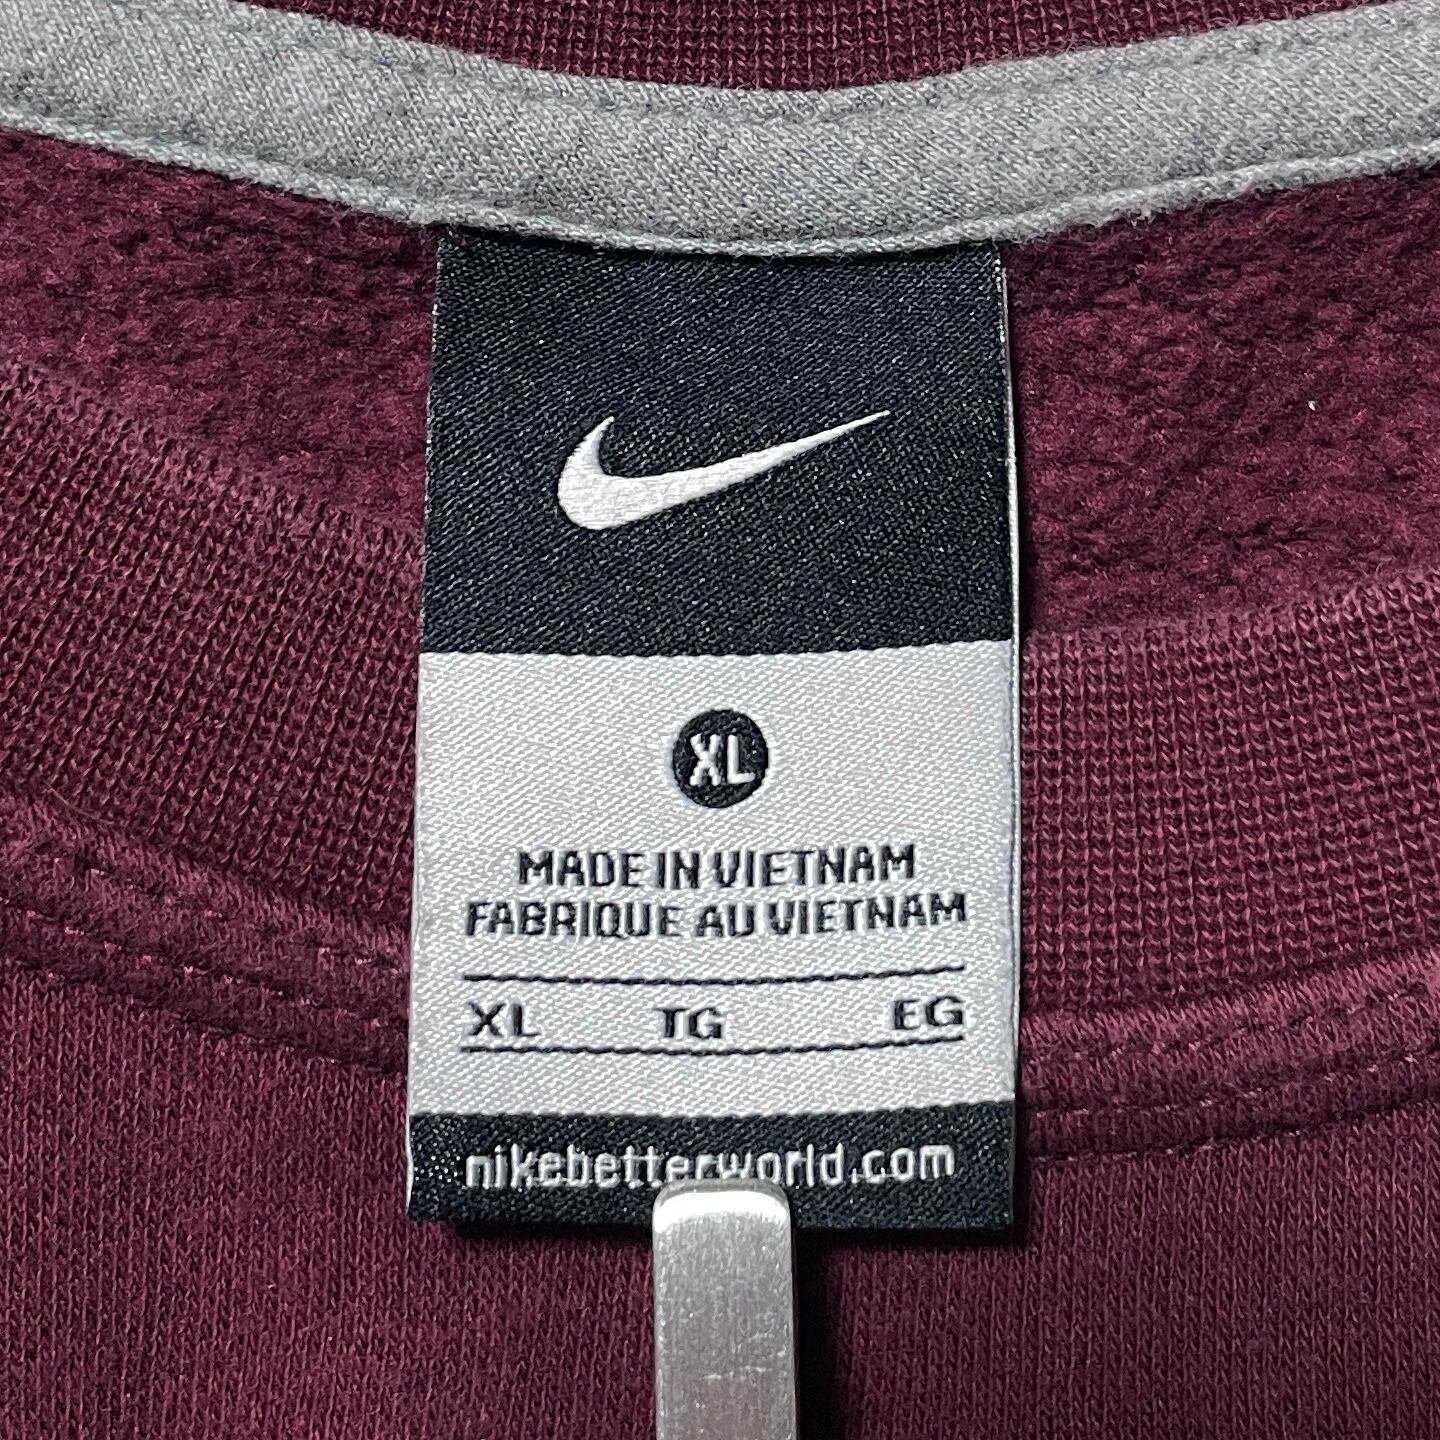 XL
MADE IN VIETNAM
FABRIQUE AU VIETNAM
XL TG EG
nikebetterworld.com